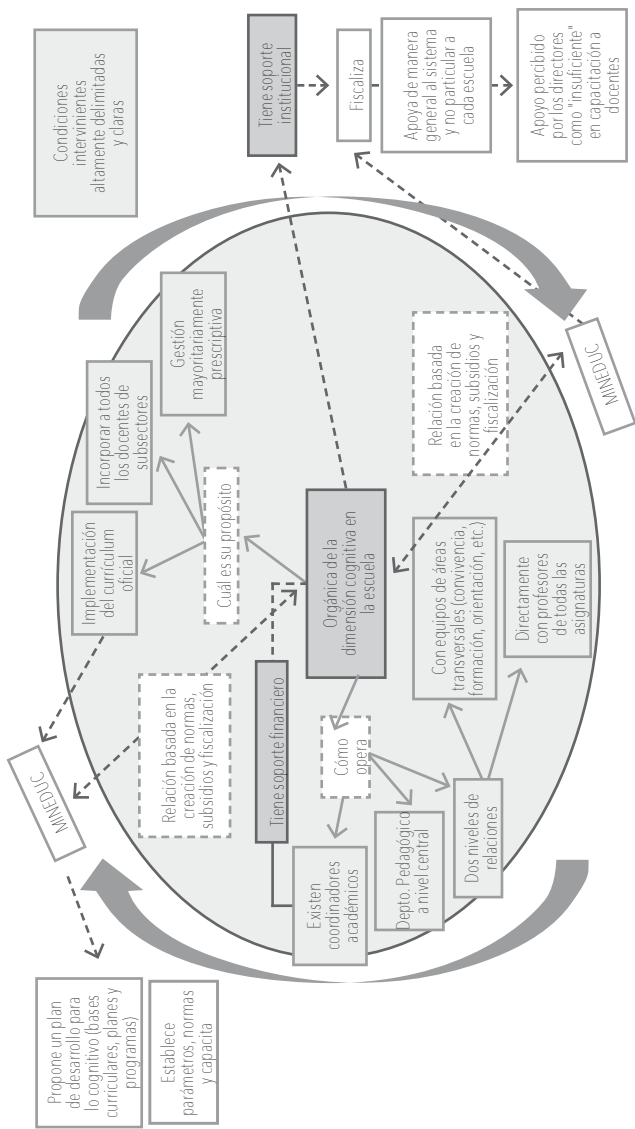 Propone un plan
de desarrollo para
lo cognitivo (bases
curriculares, planes y
programas)
Establece
parámetros, normas
y capacita
MINEDUC
Implementación
del currículum
oficial
Incorporar a todos
los docentes de
subsectores
Gestión
mayoritariamente
prescriptiva
Condiciones
intervinientes
altamente delimitadas
y claras
Relación basada en la
creación de normas,
subsidios y fiscalización
Cuál es su propósito
Tiene soporte financiero
Orgánica de la
dimensión cognitiva en
la escuela
Tiene soporte
institucional
Fiscaliza
Apoya de manera
general al sistema
y no particular a
cada escuela
Apoyo percibido
por los directores
como "insuficiente"
en capacitación a
docentes
Existen
coordinadores
académicos
Cómo
opera
Depto. Pedagógico
a nivel central
Dos niveles de
relaciones
Con equipos de áreas
transversales (convivencia,
formación, orientación, etc.)
Directamente
con profesores
de todas las
asignaturas
Relación basada
en la creación de
normas, subsidios y
fiscalización
MINEDUC